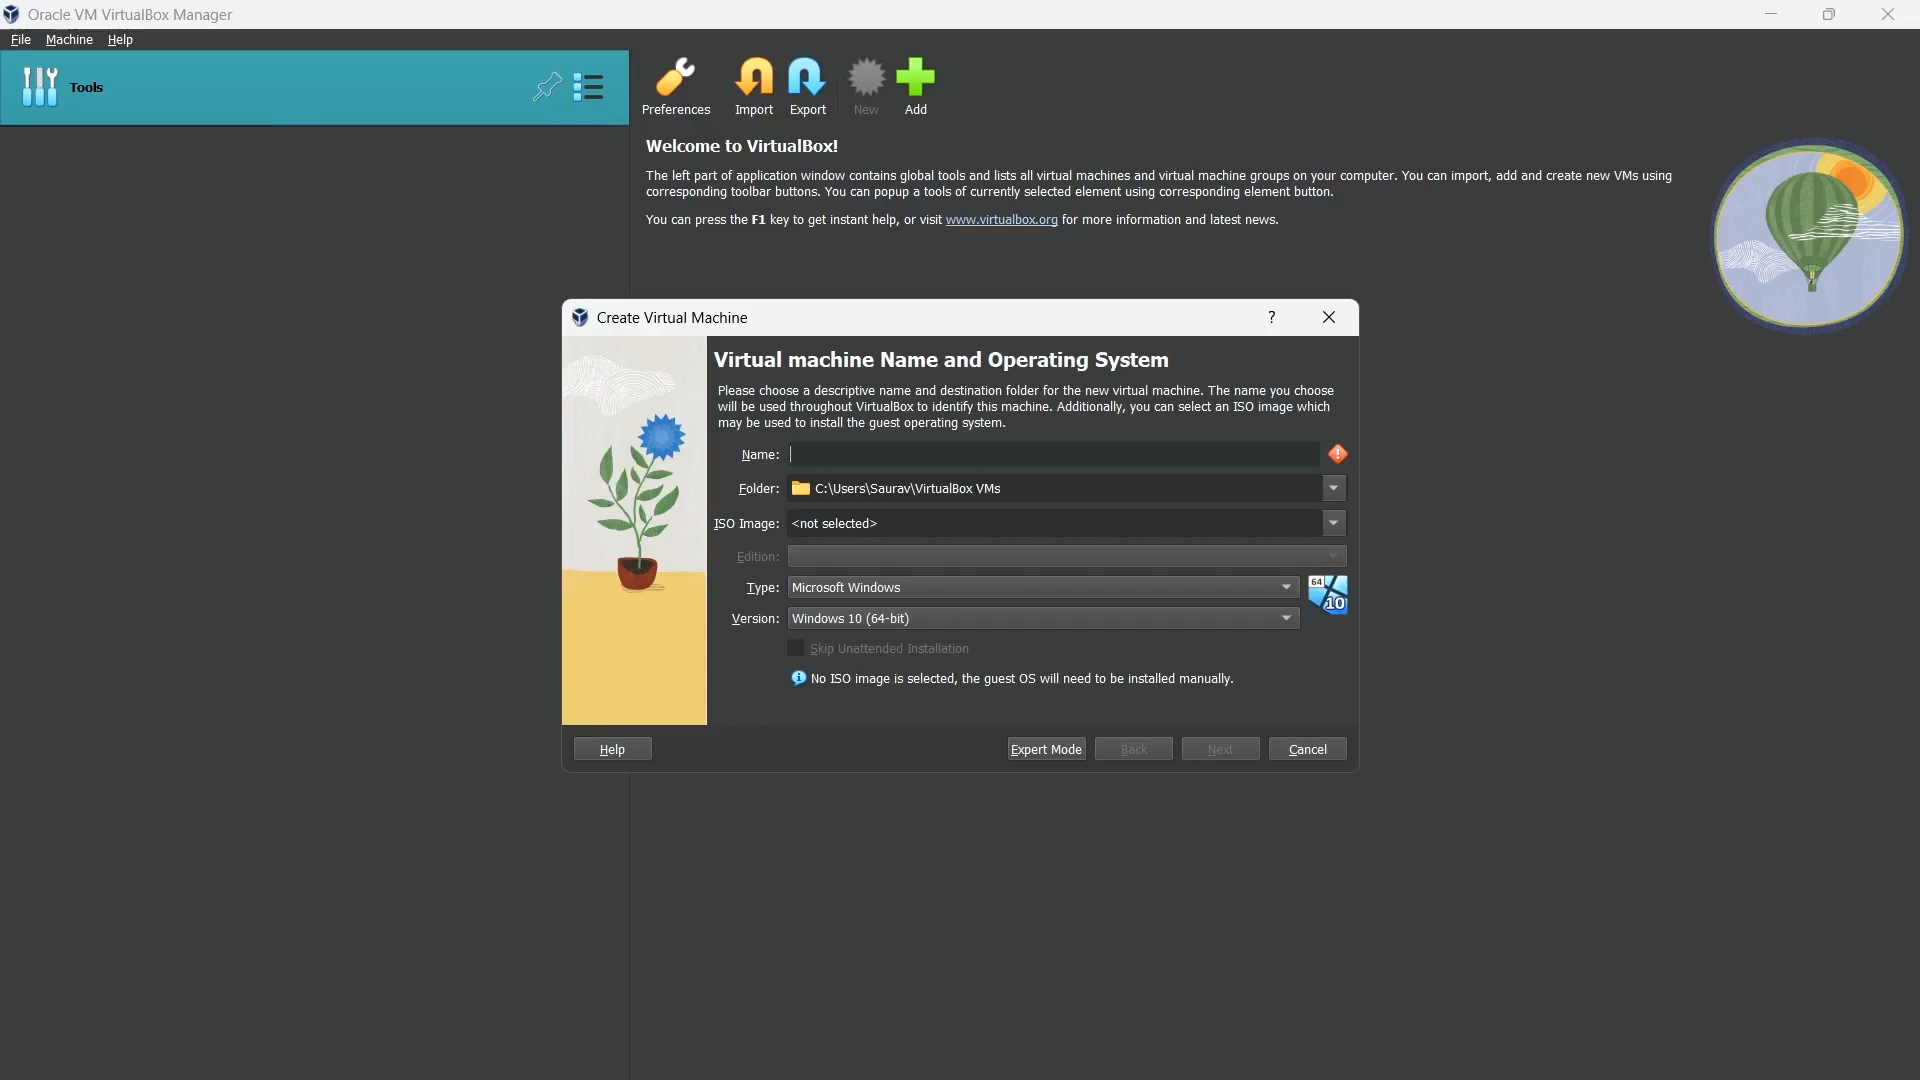 Oracle VM VirtualBox Manager
File Machine Help
Tools
Preferences Import Export New Add
Welcome to VirtualBox!
The left part of application window contains global tools and lists all virtual machines and virtual machine groups on your computer. You can import, add and create new VMs using
corresponding toolbar buttons. You can popup a tools of currently selected element using corresponding element button.
You can press the F1 key to get instant help, or visit www.virtualbox.org for more information and latest news.
Create Virtual Machine ?
Virtual machine Name and Operating System
Please choose a descriptive name and destination folder for the new virtual machine. The name you choose
will be used throughout VirtualBox to identify this machine. Additionally, you can select an ISO image which
may be used to install the guest operating system.
Name:
Folder: C:\Users\Saurav\VirtualBox VMs
ISO Image: <not selected>
Edition:
Type: Microsoft Windows 64
Version: Windows 10 (64-bit) 10
Skip Unattended Installation
No ISO image is selected, the guest OS will need to be installed manually.
Help Expert Mode Back Next Cancel